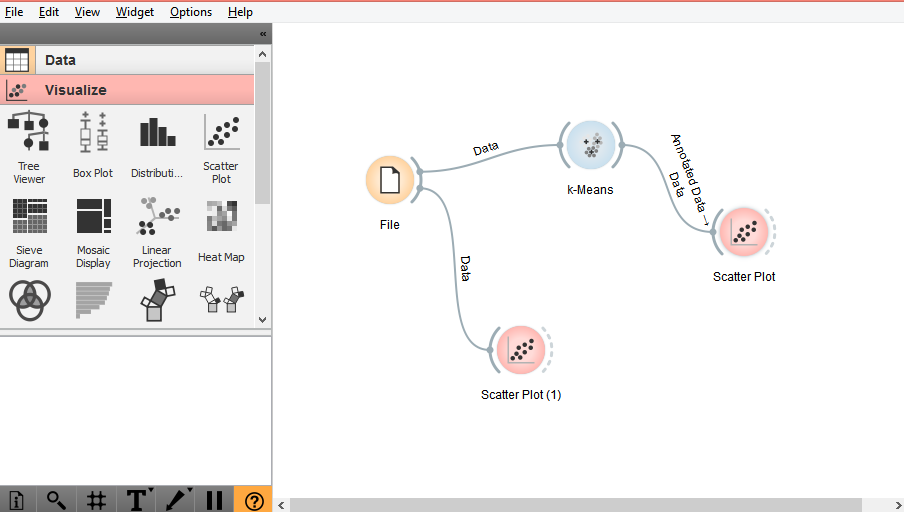 File Edit View Widget Options Help
«
Data
Visualize
Tree Viewer
Box Plot
Distributi...
Scatter Plot
Sieve Diagram
Mosaic Display
Linear Projection
Heat Map
T
?
File
Data
Data
k-Means
Annotated Data →
Data
Scatter Plot
Scatter Plot (1)